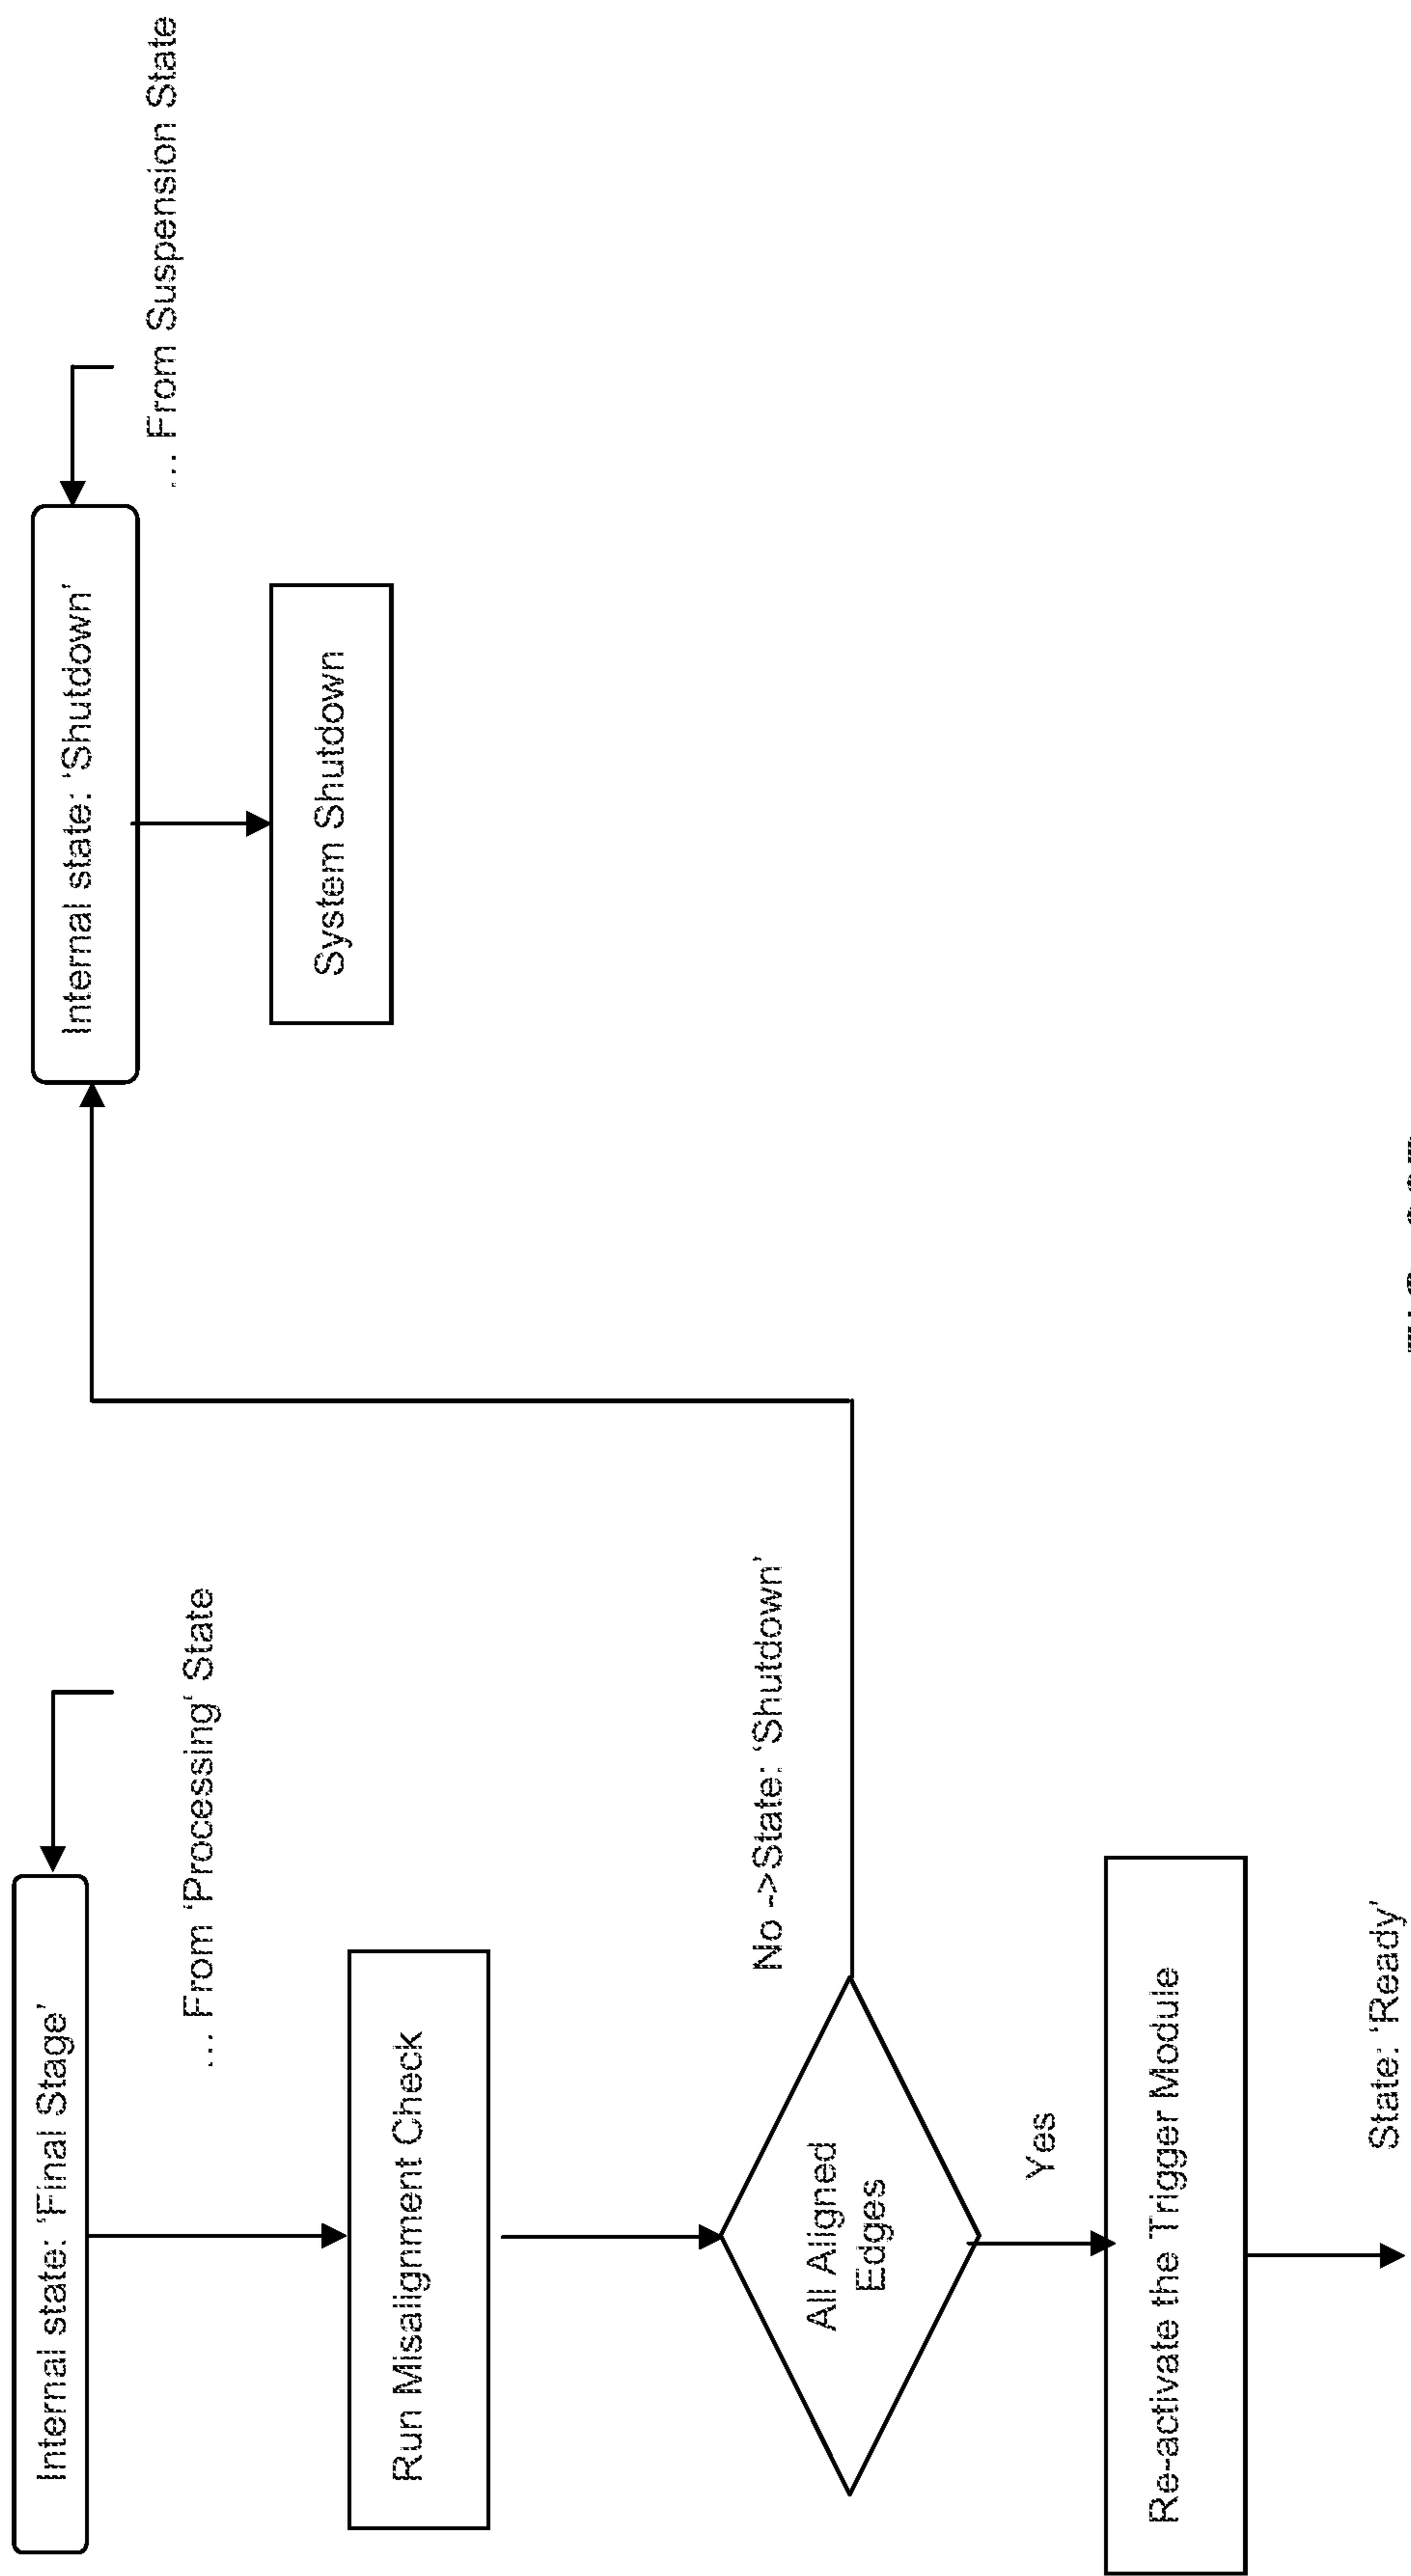 Internal state: 'Final Stage'
... From 'Processing' State
Run Misalignment Check
All Aligned
Edges
No ->State: 'Shutdown'
Yes
Re-activate the Trigger Module
State: 'Ready'
Internal state: 'Shutdown'
... From Suspension State
System Shutdown